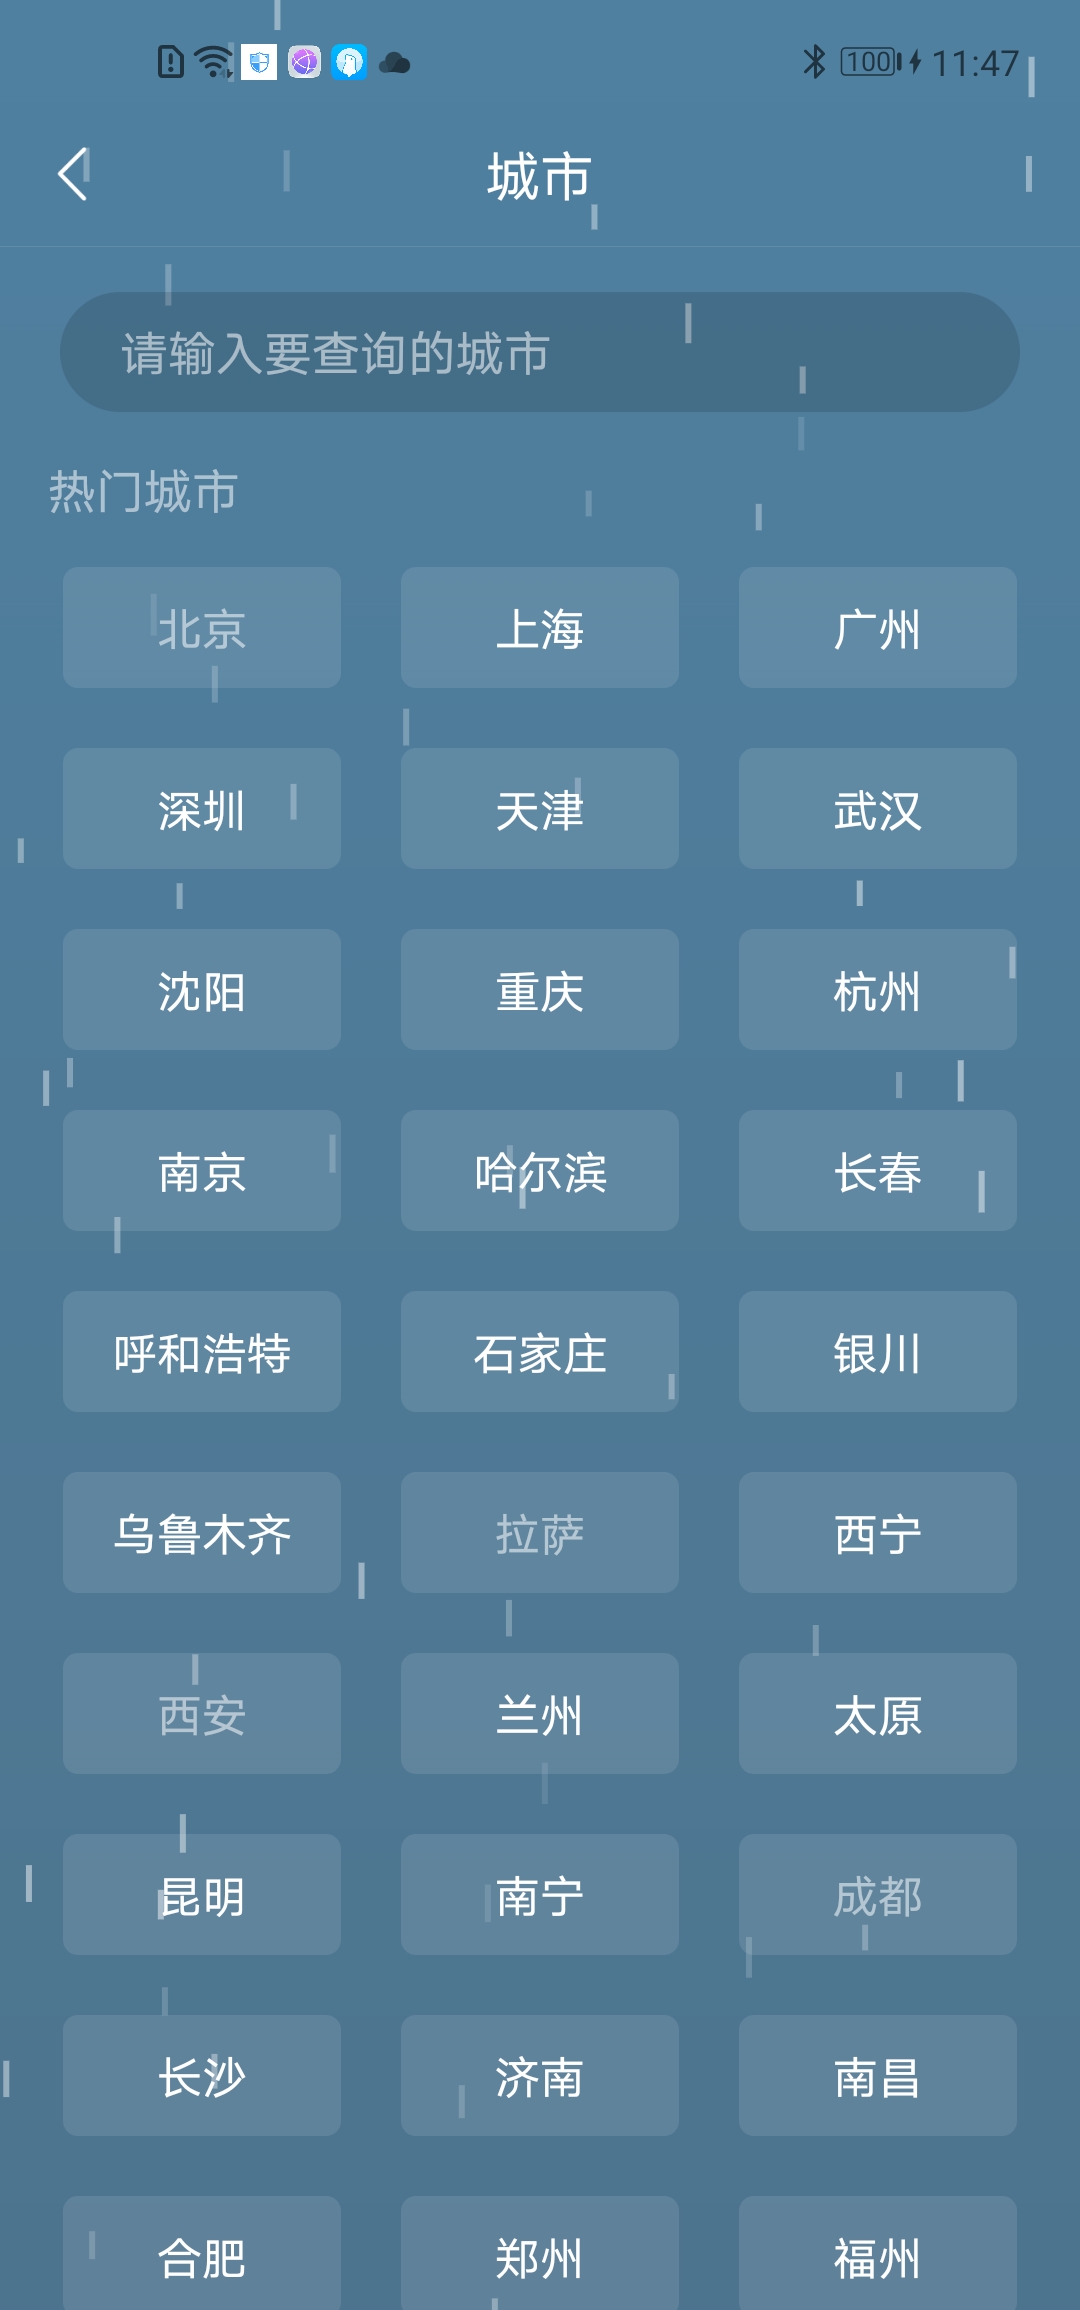 100 11:47
城市
请输入要查询的城市
热门城市
北京 上海 广州
深圳 天津 武汉
沈阳 重庆 杭州
南京 哈尔滨 长春
呼和浩特 石家庄 银川
乌鲁木齐 拉萨 西宁
西安 兰州 太原
昆明 南宁 成都
长沙 济南 南昌
合肥 郑州 福州